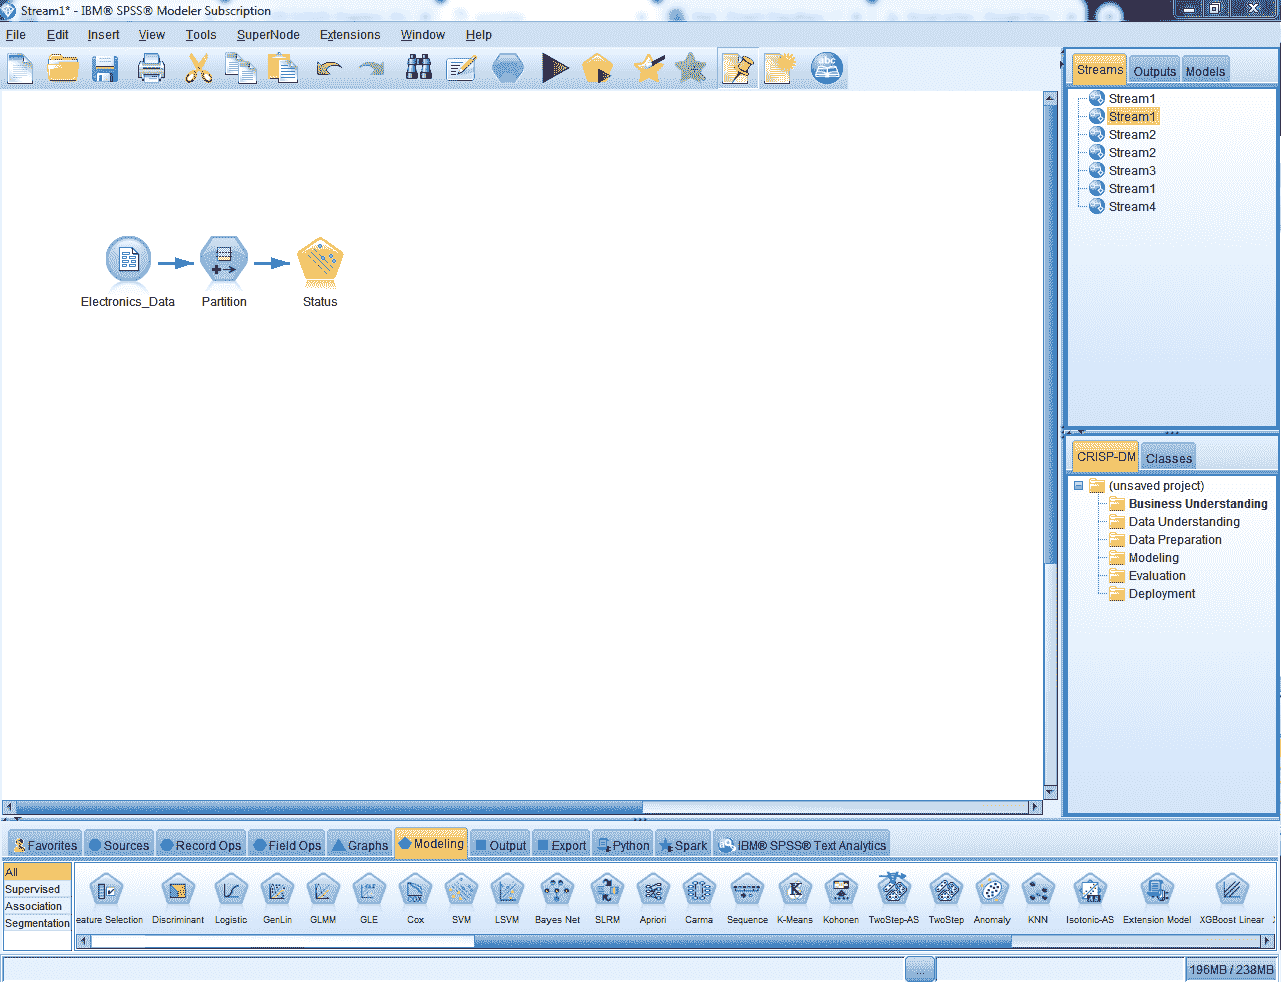 Stream1* - IBM® SPSS® Modeler Subscription
File Edit Insert View Tools SuperNode Extensions Window Help
abc
Streams Outputs Models
Stream1
Stream1
Stream2
Stream2
Stream3
Stream1
Stream4
Electronics_Data Partition Status
CRISP-DM Classes
(unsaved project)
Business Understanding
Data Understanding
Data Preparation
Modeling
Evaluation
Deployment
Favorites Sources Record Ops Field Ops Graphs Modeling Output Export Python Spark IBM® SPSS® Text Analytics
All
Supervised
Association
Segmentation
eature Selection Discriminant Logistic GenLin GLMM GLE Cox SVM LSVM Bayes Net SLRM Apriori Carma Sequence K-Means Kohonen TwoStep-AS TwoStep Anomaly KNN Isotonic-AS Extension Model XGBoost Linear
... 196MB / 238MB